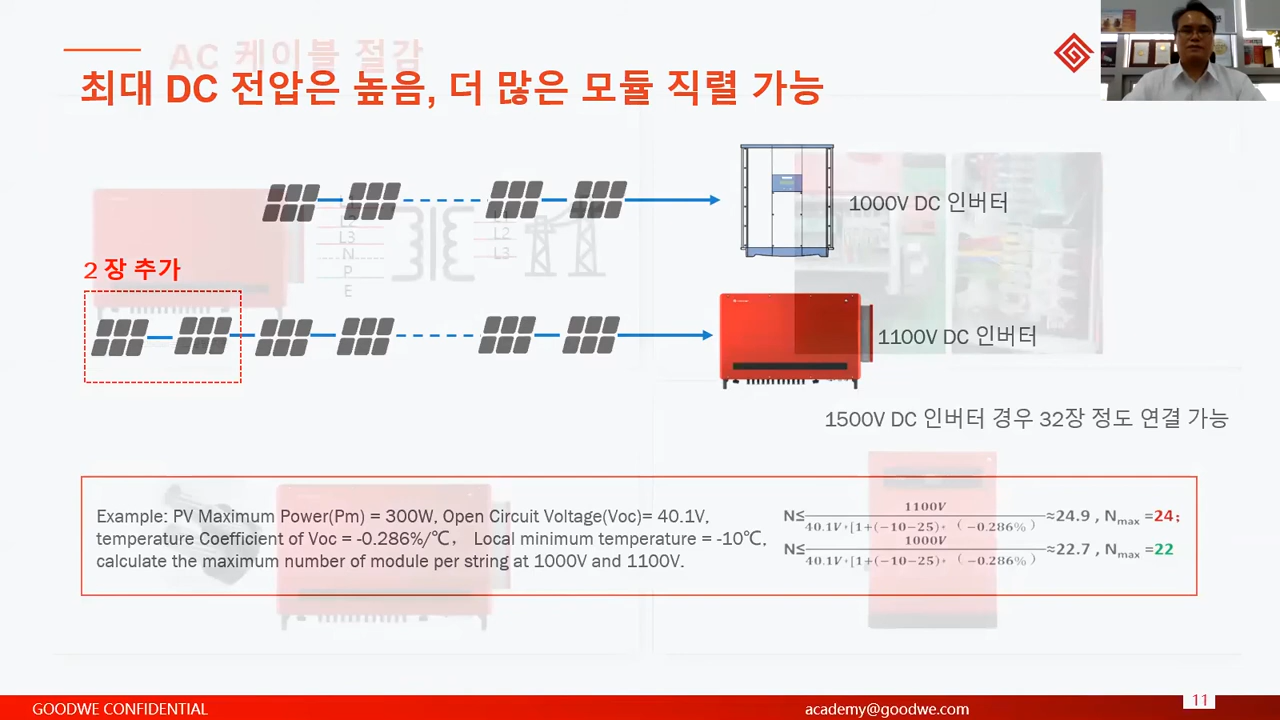 AC 케이블 절감
최대 DC 전압은 높음, 더 많은 모듈 직렬 가능
1000V DC 인버터
L2
L3
N
P
E
L2
L3
2 장 추가
1100V DC 인버터
1500V DC 인버터 경우 32장 정도 연결 가능
Example: PV Maximum Power(Pm) = 300W, Open Circuit Voltage(Voc)= 40.1V,
temperature Coefficient of Voc = -0.286%/℃, Local minimum temperature = -10℃,
calculate the maximum number of module per string at 1000V and 1100V.
N≤ 1100V / 40.1V*[1+(−10−25)* (−0.286%) ≈24.9 , Nmax =24;
N≤ 1000V / 40.1V*[1+(−10−25)* (−0.286%) ≈22.7 , Nmax =22
GOODWE CONFIDENTIAL
academy@goodwe.com
11